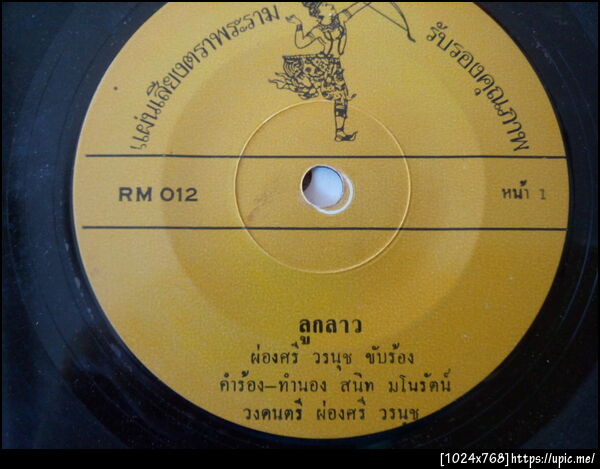 แผ่นเสียงตราพระราม
รับรองคุณภาพ
RM 012
หน้า 1
ลูกลาว
ผ่องศรี วรนุช ขับร้อง
คำร้อง–ทำนอง สนิท มโนรัตน์
วงดนตรี ผ่องศรี วรนุช
[1024x768]https://upic.me/